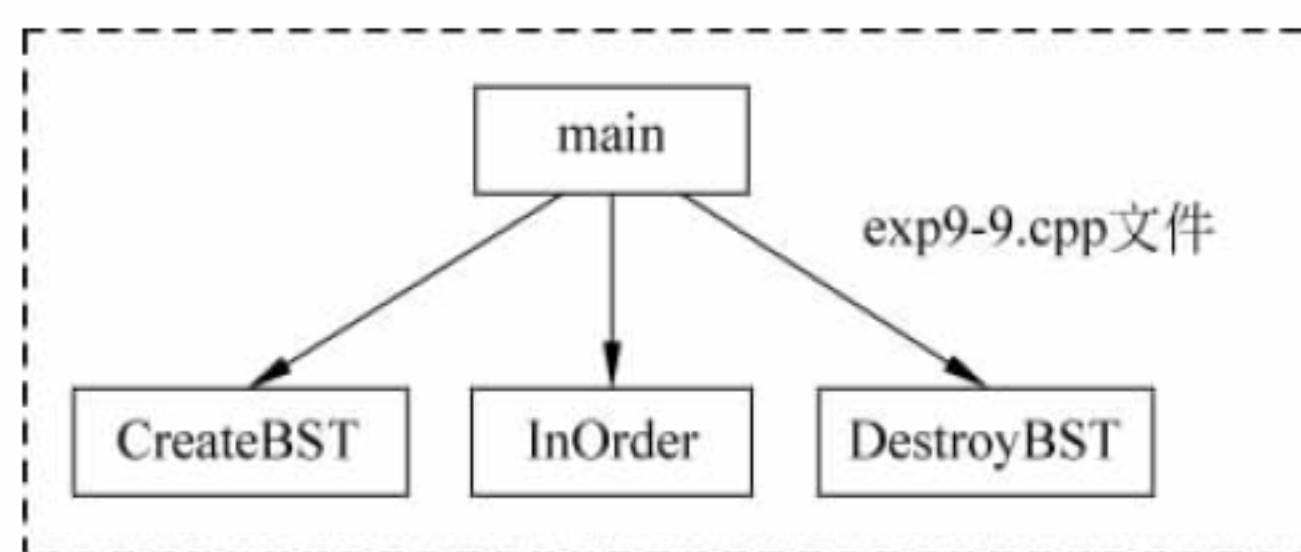 main
exp9-9.cpp文件
CreateBST
InOrder
DestroyBST